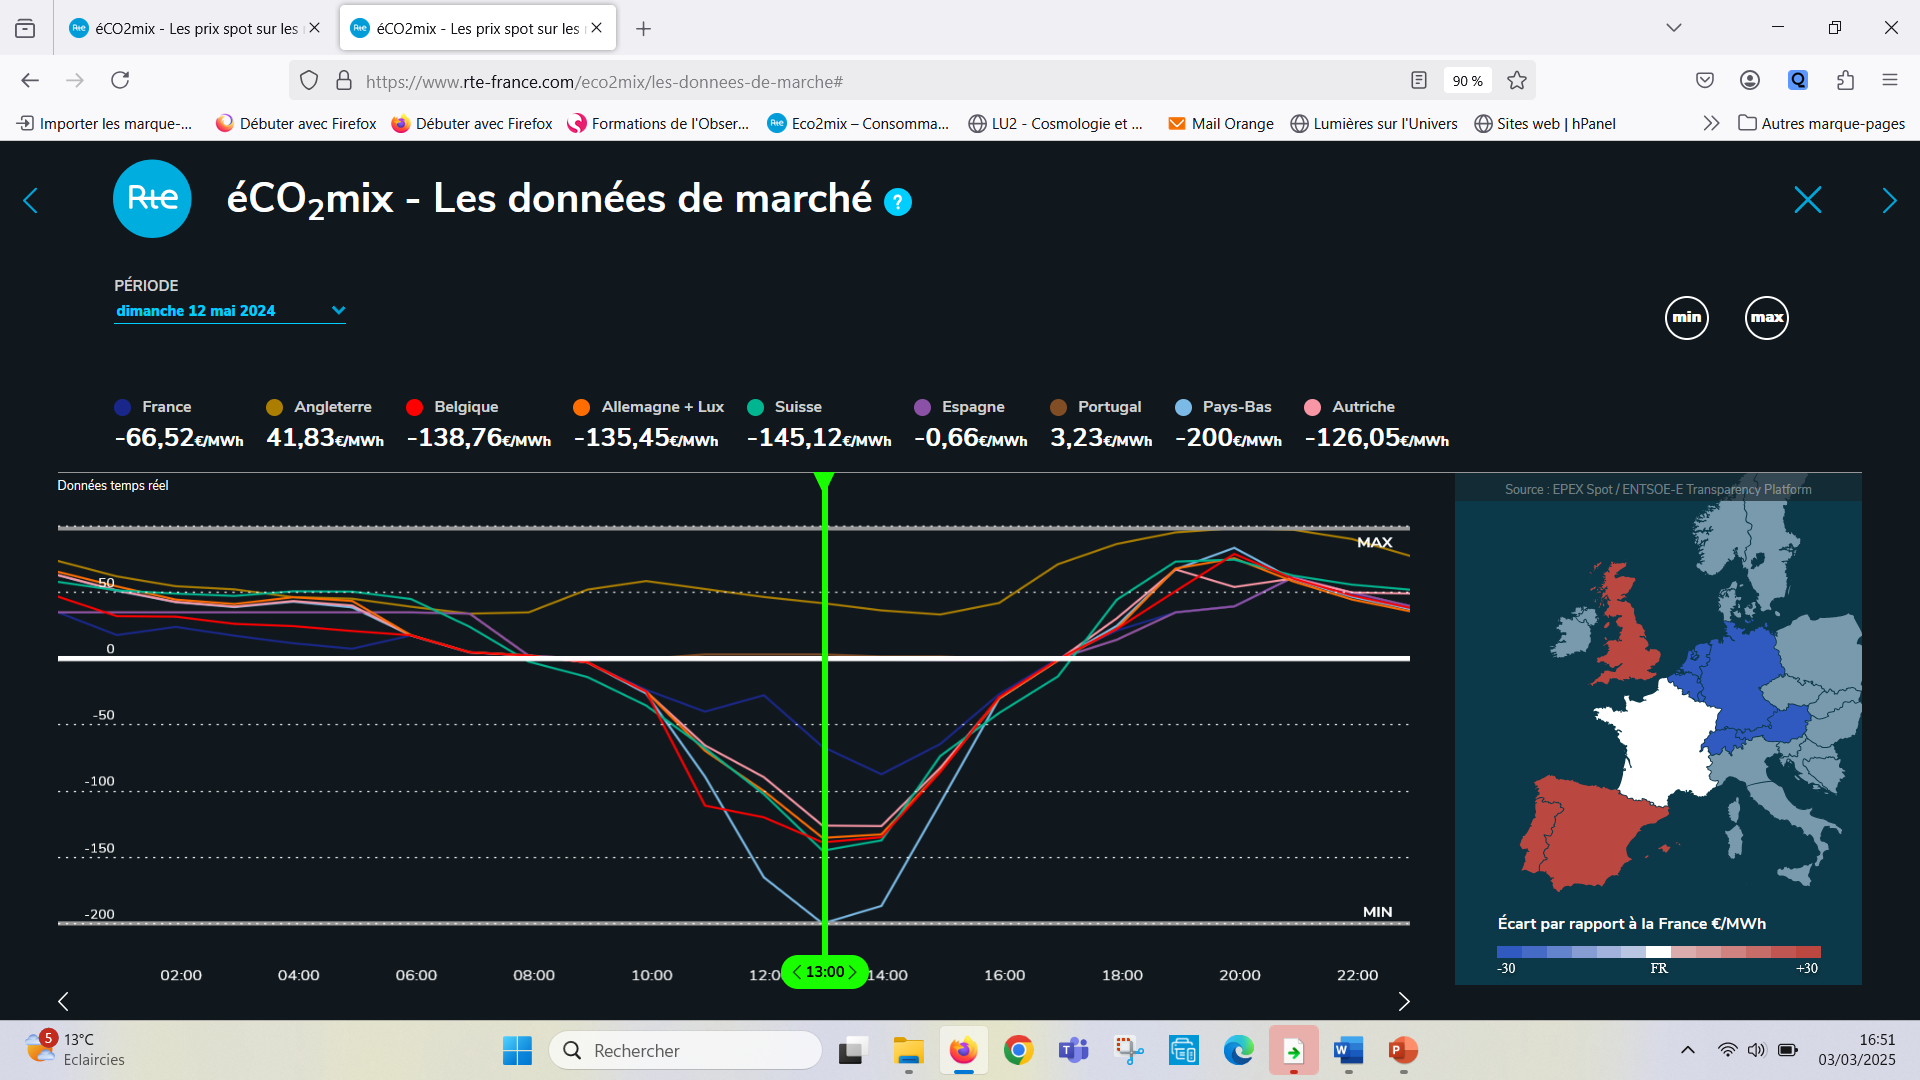 éCO2mix - Les prix spot sur les
éCO2mix - Les prix spot sur les
https://www.rte-france.com/eco2mix/les-donnees-de-marche#
90 %
Importer les marque-...
Débuter avec Firefox
Débuter avec Firefox
Formations de l'Obser...
Eco2mix – Consomma...
LU2 - Cosmologie et ...
Mail Orange
Lumières sur l'Univers
Sites web | hPanel
Autres marque-pages
Rte
éCO2mix - Les données de marché ?
PÉRIODE
dimanche 12 mai 2024
min
max
France
-66,52€/MWh
Angleterre
41,83€/MWh
Belgique
-138,76€/MWh
Allemagne + Lux
-135,45€/MWh
Suisse
-145,12€/MWh
Espagne
-0,66€/MWh
Portugal
3,23€/MWh
Pays-Bas
-200€/MWh
Autriche
-126,05€/MWh
Données temps réel
MAX
50
0
-50
-100
-150
-200
MIN
02:00
04:00
06:00
08:00
10:00
12:0
13:00
14:00
16:00
18:00
20:00
22:00
Source : EPEX Spot / ENTSOE-E Transparency Platform
Écart par rapport à la France €/MWh
-30
FR
+30
5
13°C
Eclaircies
Rechercher
16:51
03/03/2025